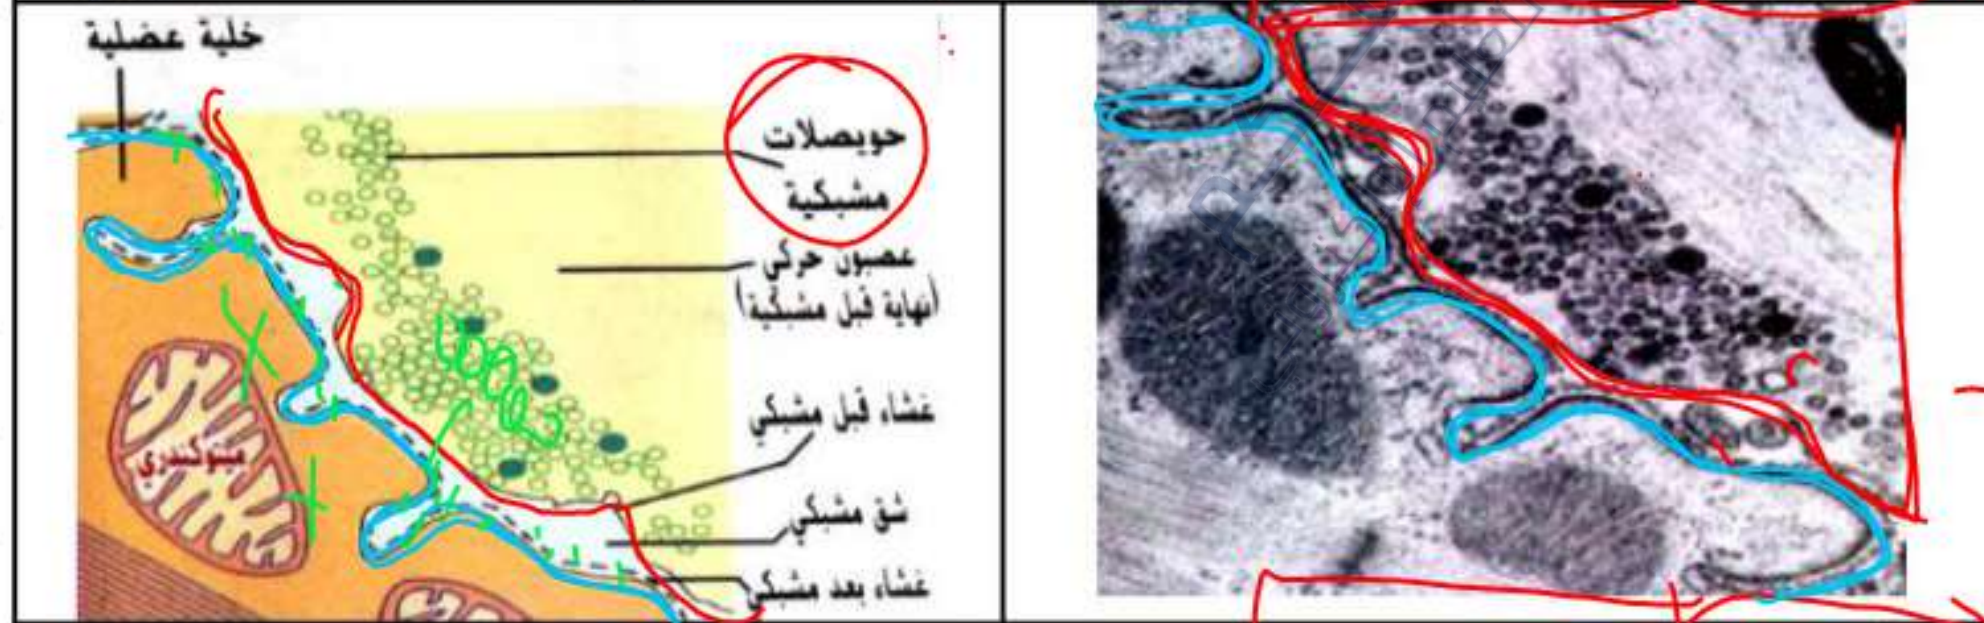 خلية عضلية
حويصلات
مشبكية
عصبون حركي
(نهاية قبل مشبكية)
غشاء قبل مشبكي
شق مشبكي
غشاء بعد مشبكي
ميتوكندري